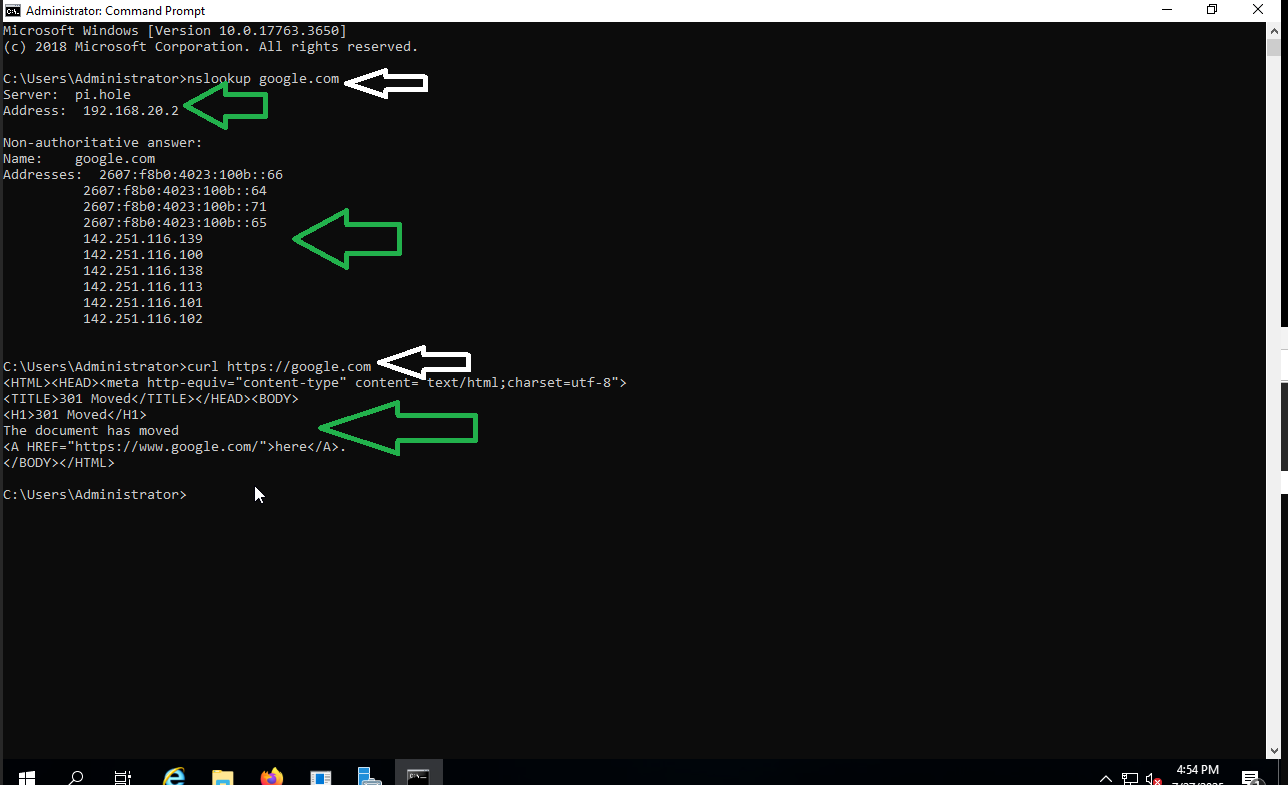 Administrator: Command Prompt
Microsoft Windows [Version 10.0.17763.3650]
(c) 2018 Microsoft Corporation. All rights reserved.
C:\Users\Administrator>nslookup google.com
Server:  pi.hole
Address:  192.168.20.2
Non-authoritative answer:
Name:    google.com
Addresses:  2607:f8b0:4023:100b::66
2607:f8b0:4023:100b::64
2607:f8b0:4023:100b::71
2607:f8b0:4023:100b::65
142.251.116.139
142.251.116.100
142.251.116.138
142.251.116.113
142.251.116.101
142.251.116.102
C:\Users\Administrator>curl https://google.com
<HTML><HEAD><meta http-equiv="content-type" content= text/html;charset=utf-8">
<TITLE>301 Moved</TITLE></HEAD><BODY>
<H1>301 Moved</H1>
The document has moved
<A HREF="https://www.google.com/">here</A>.
</BODY></HTML>
C:\Users\Administrator>
4:54 PM